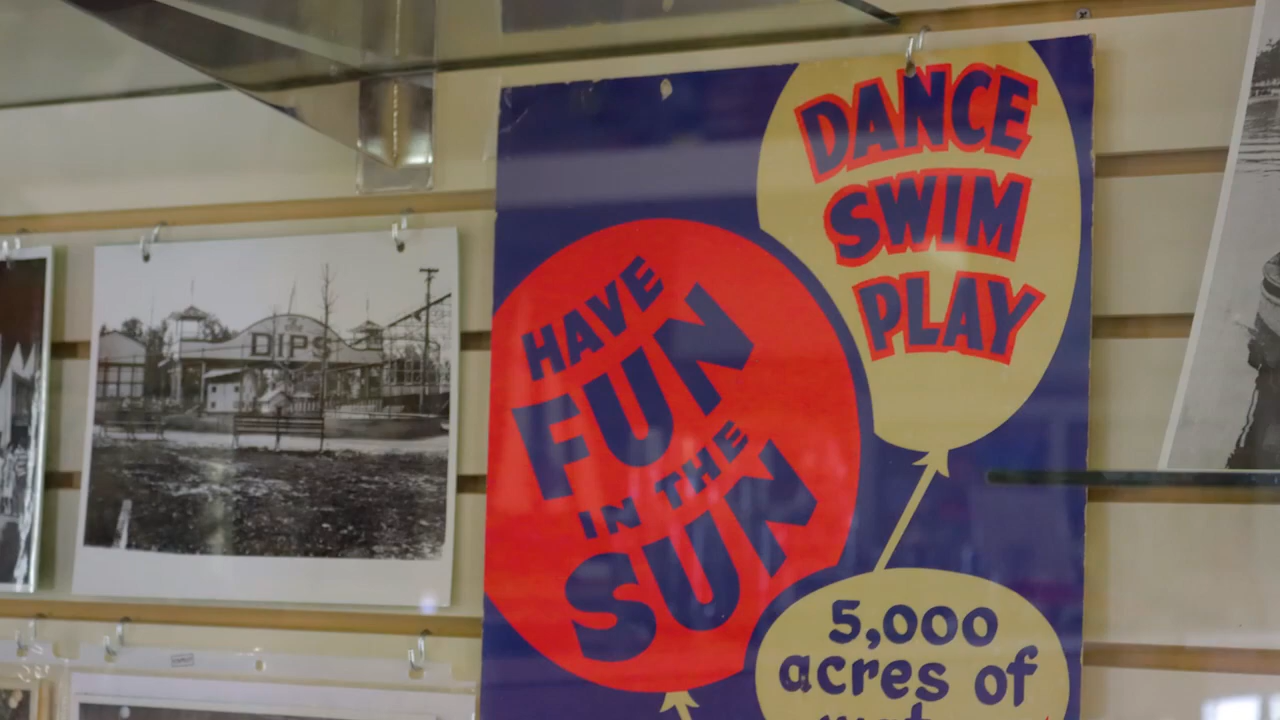 DIPS
DANCE
SWIM
PLAY
HAVE
FUN
IN THE
SUN
5,000
acres of